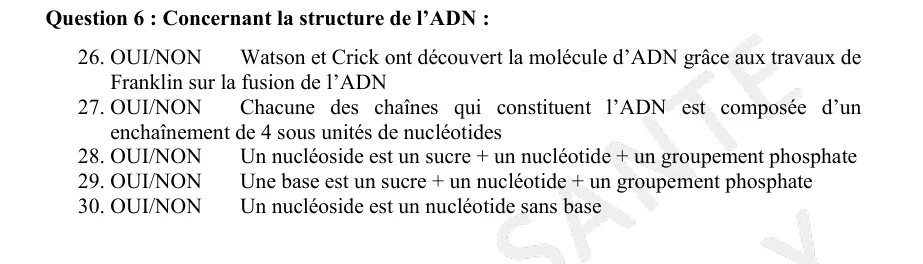 Question 6 : Concernant la structure de l'ADN :
26. OUI/NON Watson et Crick ont découvert la molécule d'ADN grâce aux travaux de
Franklin sur la fusion de l'ADN
27. OUI/NON Chacune des chaînes qui constituent l'ADN est composée d'un
enchaînement de 4 sous unités de nucléotides
28. OUI/NON Un nucléoside est un sucre + un nucléotide + un groupement phosphate
29. OUI/NON Une base est un sucre + un nucléotide + un groupement phosphate
30. OUI/NON Un nucléoside est un nucléotide sans base
SANTE